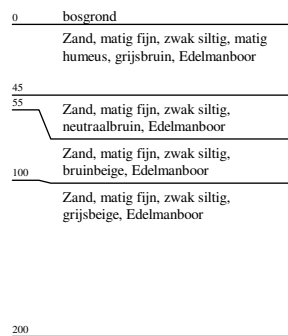 0 bosgrond
Zand, matig fijn, zwak siltig, matig
humeus, grijsbruin, Edelmanboor
45
55
Zand, matig fijn, zwak siltig,
neutraalbruin, Edelmanboor
Zand, matig fijn, zwak siltig,
bruinbeige, Edelmanboor
100
Zand, matig fijn, zwak siltig,
grijsbeige, Edelmanboor
200